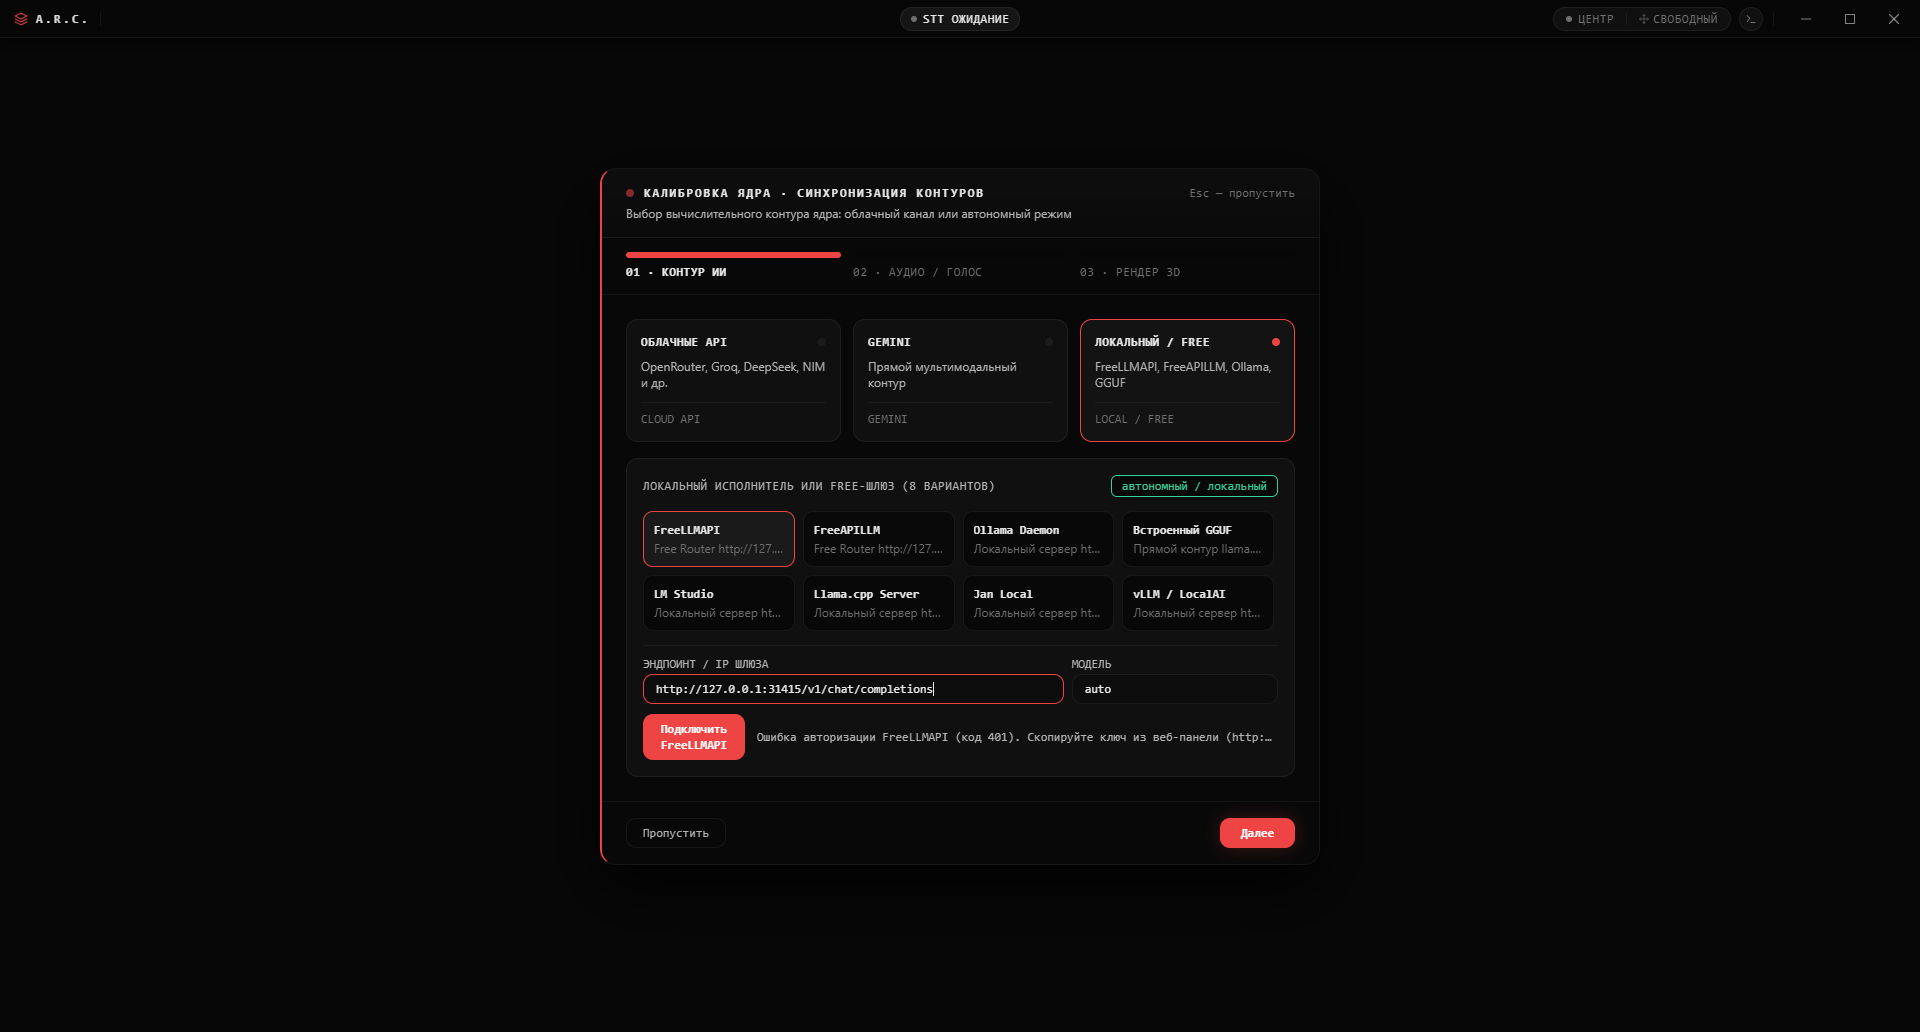 A.R.C.
STT ОЖИДАНИЕ
ЦЕНТР
СВОБОДНЫЙ
КАЛИБРОВКА ЯДРА · СИНХРОНИЗАЦИЯ КОНТУРОВ
Esc — пропустить
Выбор вычислительного контура ядра: облачный канал или автономный режим
01 · КОНТУР ИИ
02 · АУДИО / ГОЛОС
03 · РЕНДЕР 3D
ОБЛАЧНЫЕ API
OpenRouter, Groq, DeepSeek, NIM
и др.
CLOUD API
GEMINI
Прямой мультимодальный
контур
GEMINI
ЛОКАЛЬНЫЙ / FREE
FreeLLMAPI, FreeAPILLM, Ollama,
GGUF
LOCAL / FREE
ЛОКАЛЬНЫЙ ИСПОЛНИТЕЛЬ ИЛИ FREE-ШЛЮЗ (8 ВАРИАНТОВ)
автономный / локальный
FreeLLMAPI
Free Router http://127....
FreeAPILLM
Free Router http://127....
Ollama Daemon
Локальный сервер ht...
Встроенный GGUF
Прямой контур llama....
LM Studio
Локальный сервер ht...
Llama.cpp Server
Локальный сервер ht...
Jan Local
Локальный сервер ht...
vLLM / LocalAI
Локальный сервер ht...
ЭНДПОИНТ / IP ШЛЮЗА
МОДЕЛЬ
http://127.0.0.1:31415/v1/chat/completions
auto
Подключить
FreeLLMAPI
Ошибка авторизации FreeLLMAPI (код 401). Скопируйте ключ из веб-панели (http:…
Пропустить
Далее